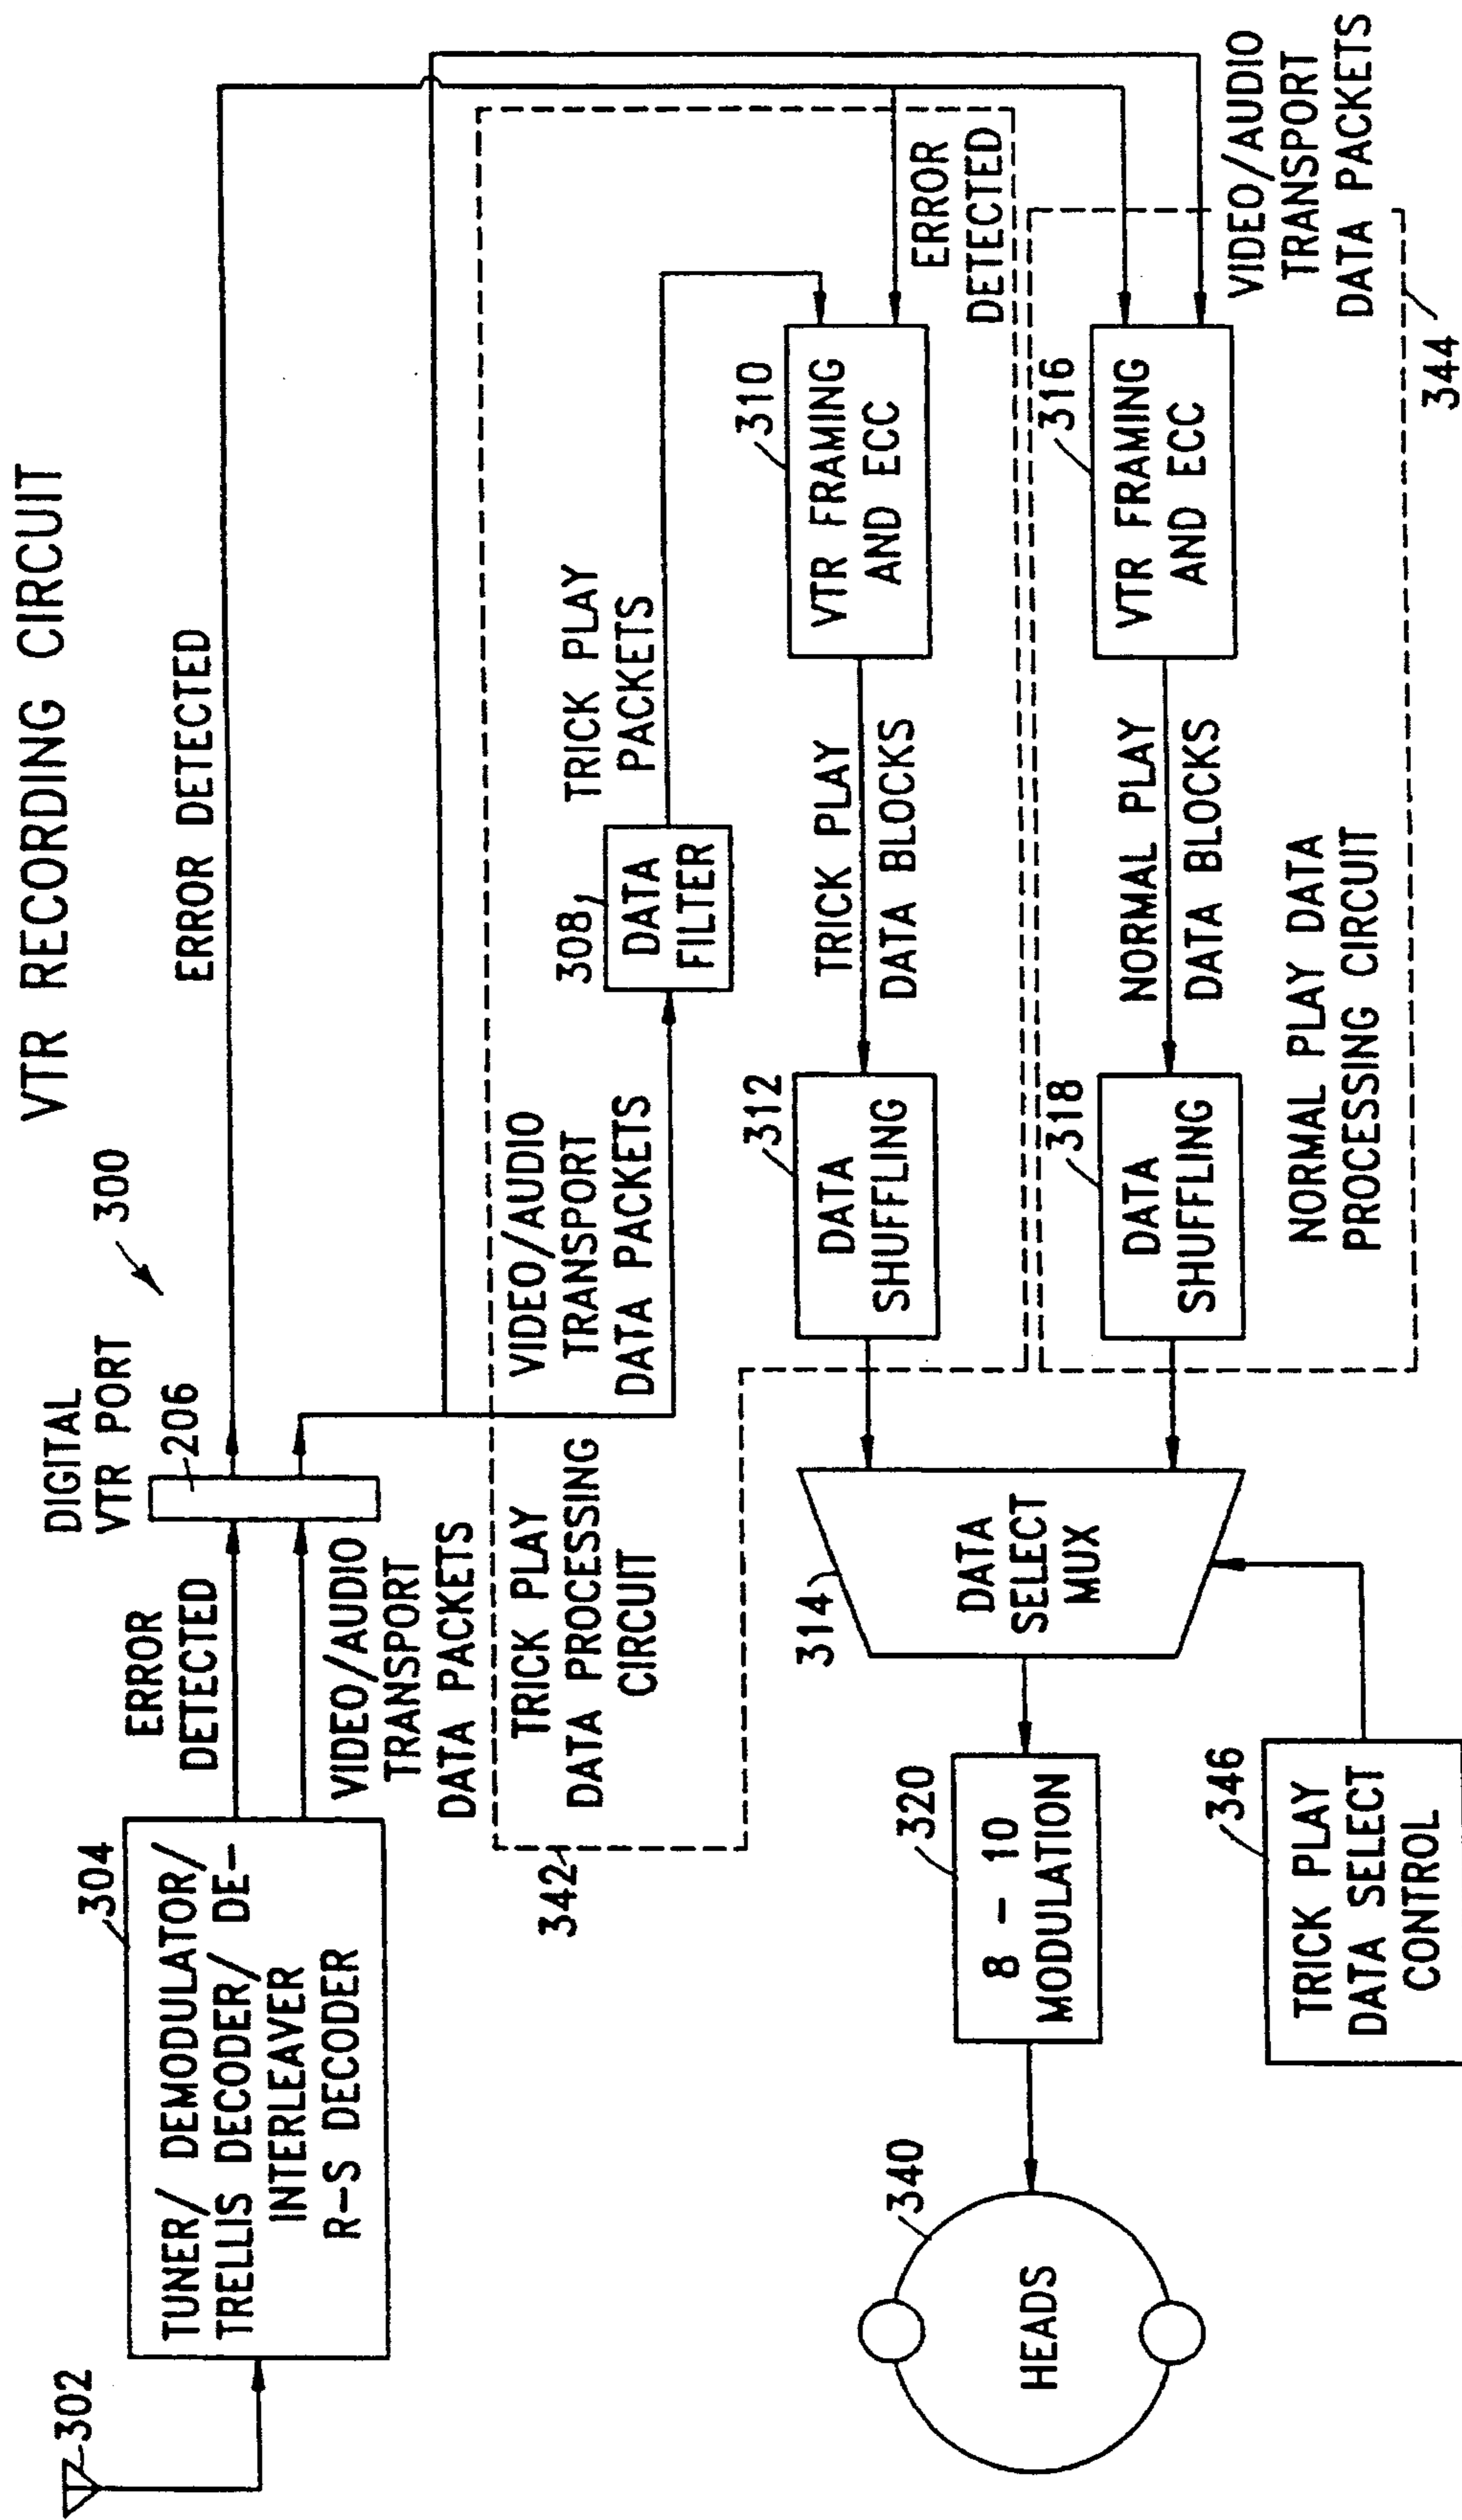 VTR RECORDING CIRCUIT
300
302
304
TUNER/ DEMODULATOR/
TRELLIS DECODER/ DE-
INTERLEAVER
R-S DECODER
ERROR
DETECTED
VIDEO/AUDIO
TRANSPORT
DATA PACKETS
DIGITAL
VTR PORT
206
ERROR DETECTED
342
TRICK PLAY
DATA PROCESSING
CIRCUIT
VIDEO/AUDIO
TRANSPORT
DATA PACKETS
308
DATA
FILTER
TRICK PLAY
PACKETS
340
HEADS
320
8 - 10
MODULATION
314
DATA
SELECT
MUX
312
DATA
SHUFFLING
TRICK PLAY
DATA BLOCKS
310
VTR FRAMING
AND ECC
ERROR
DETECTED
318
DATA
SHUFFLING
NORMAL PLAY
DATA BLOCKS
316
VTR FRAMING
AND ECC
VIDEO/AUDIO
TRANSPORT
DATA PACKETS
346
TRICK PLAY
DATA SELECT
CONTROL
NORMAL PLAY DATA
PROCESSING CIRCUIT
344